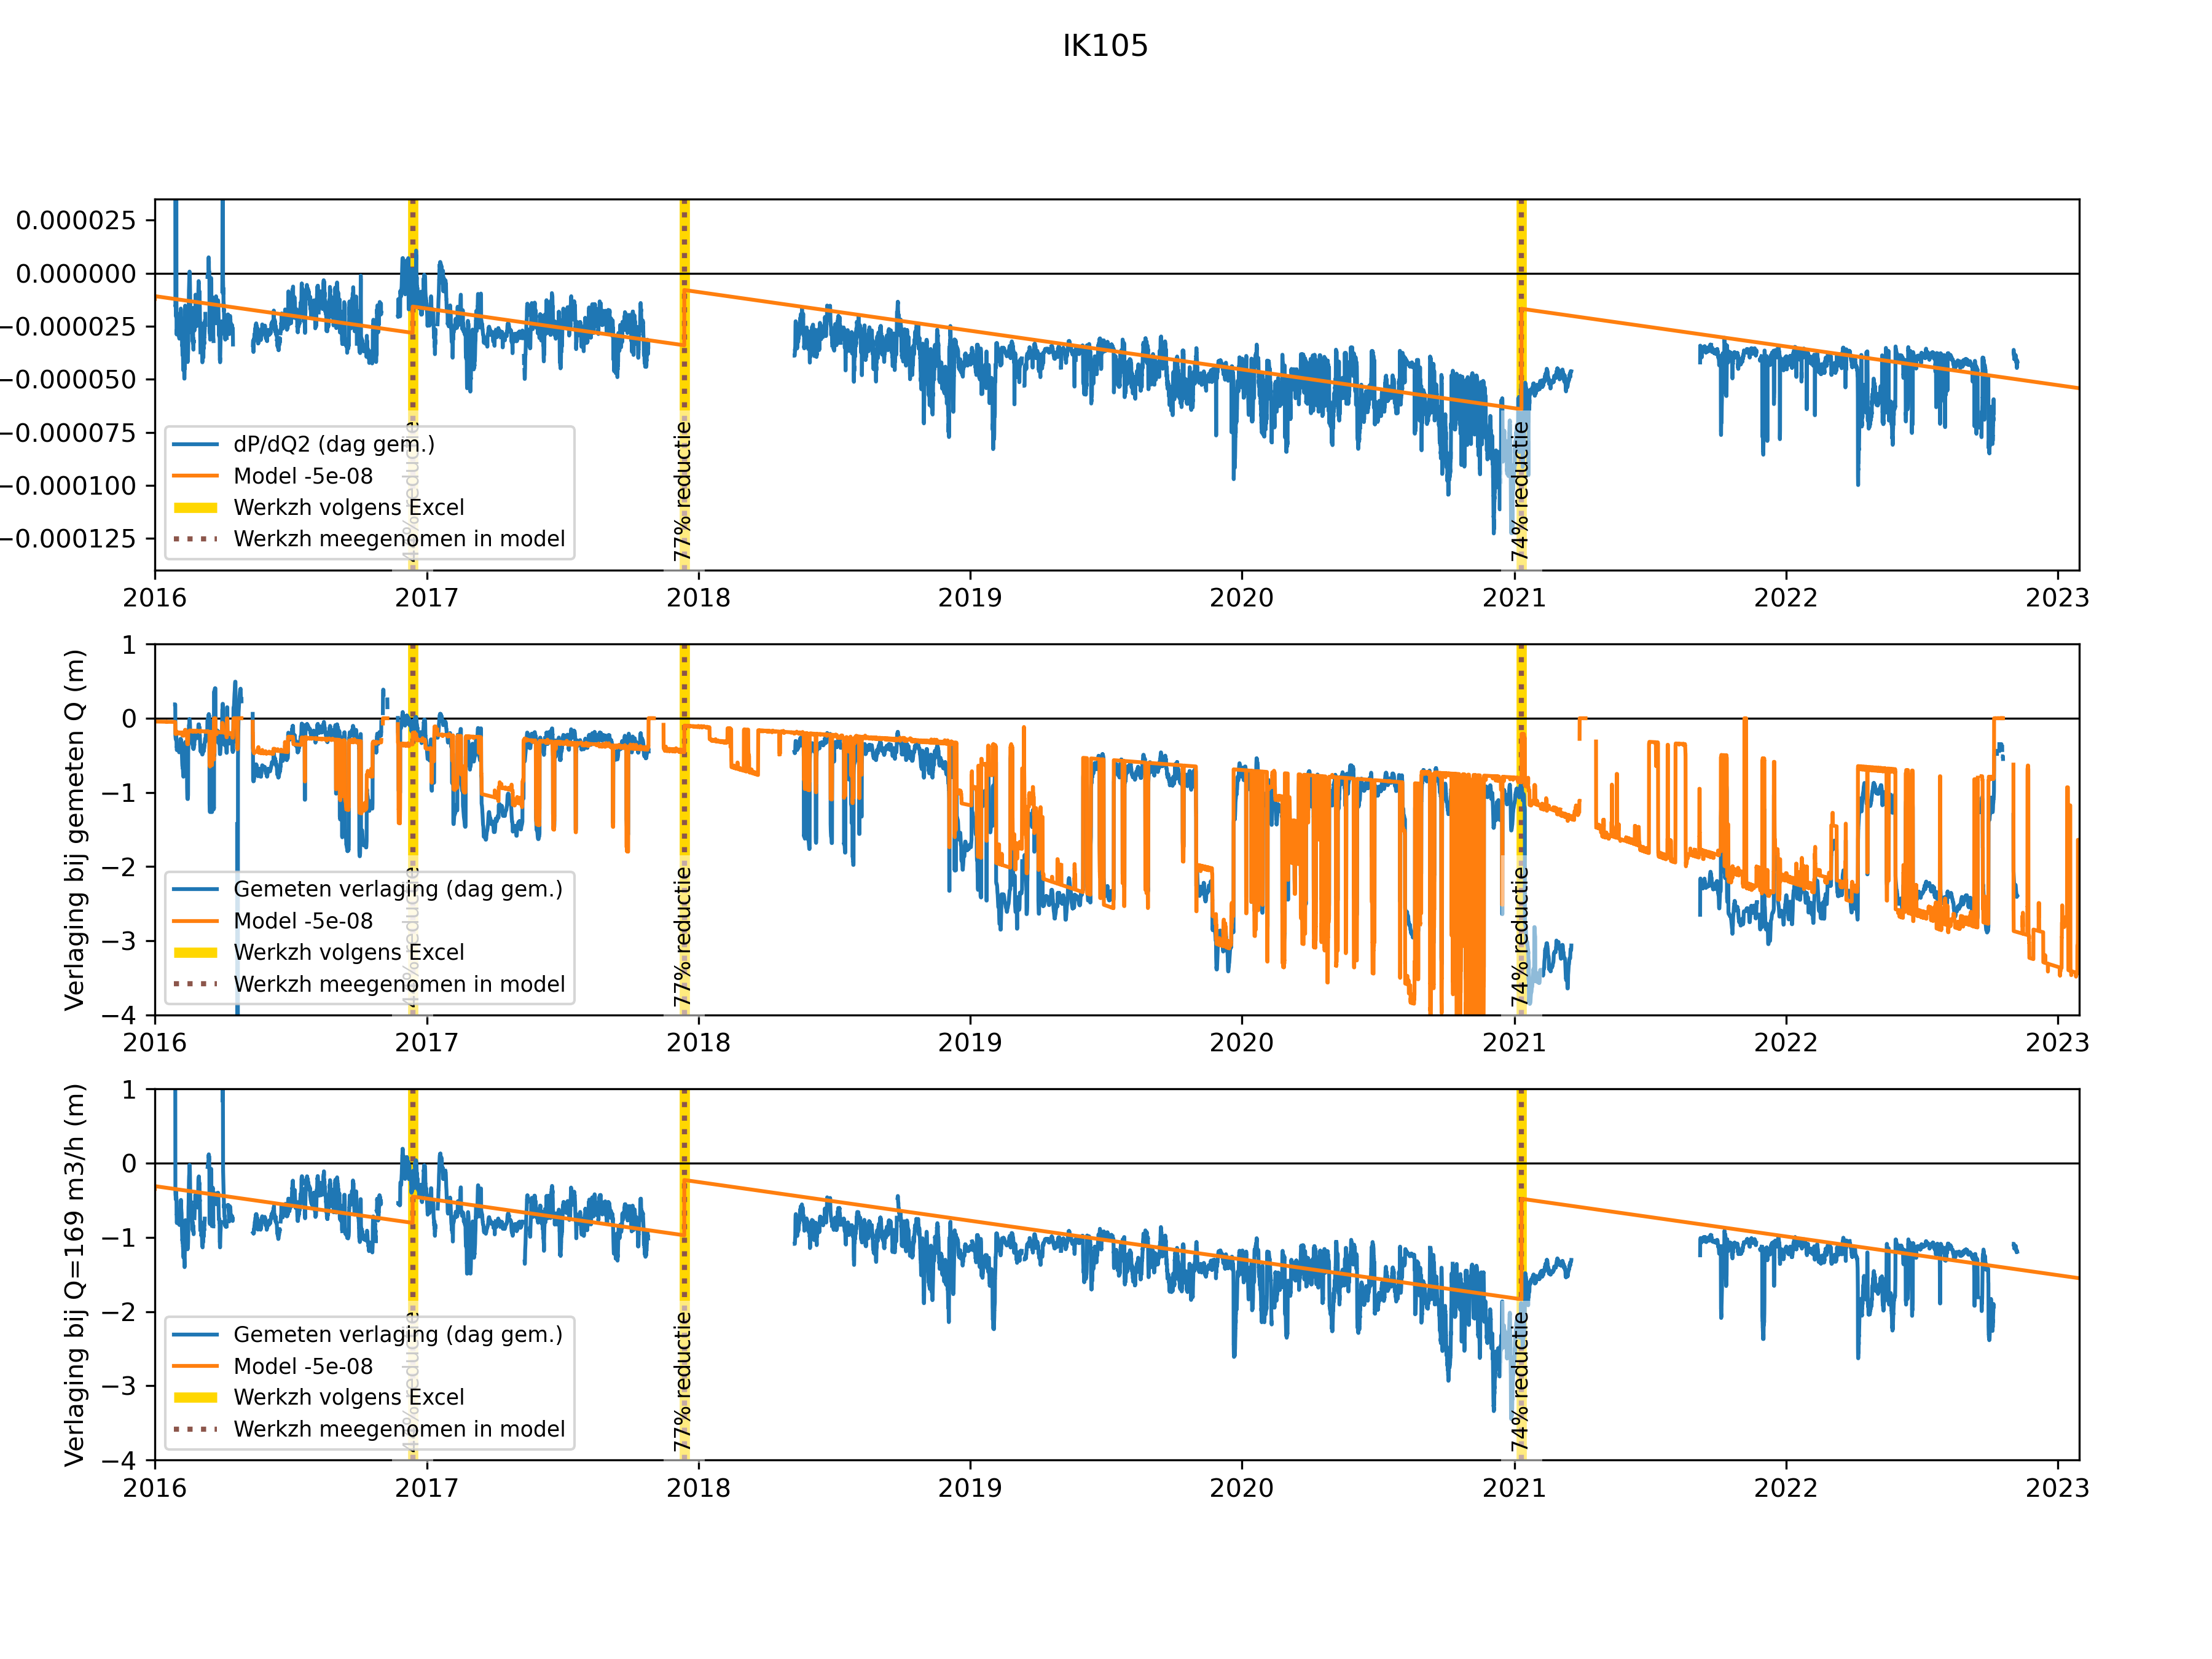 IK105
0.000025
0.000000
−0.000025
−0.000050
−0.000075
−0.000100
−0.000125
dP/dQ2 (dag gem.)
Model -5e-08
Werkzh volgens Excel
Werkzh meegenomen in model
77% reductie
74% reductie
2016 2017 2018 2019 2020 2021 2022 2023
Verlaging bij gemeten Q (m)
1
0
−1
−2
−3
−4
Gemeten verlaging (dag gem.)
Model -5e-08
Werkzh volgens Excel
Werkzh meegenomen in model
77% reductie
74% reductie
2016 2017 2018 2019 2020 2021 2022 2023
Verlaging bij Q=169 m3/h (m)
1
0
−1
−2
−3
−4
Gemeten verlaging (dag gem.)
Model -5e-08
Werkzh volgens Excel
Werkzh meegenomen in model
77% reductie
74% reductie
2016 2017 2018 2019 2020 2021 2022 2023